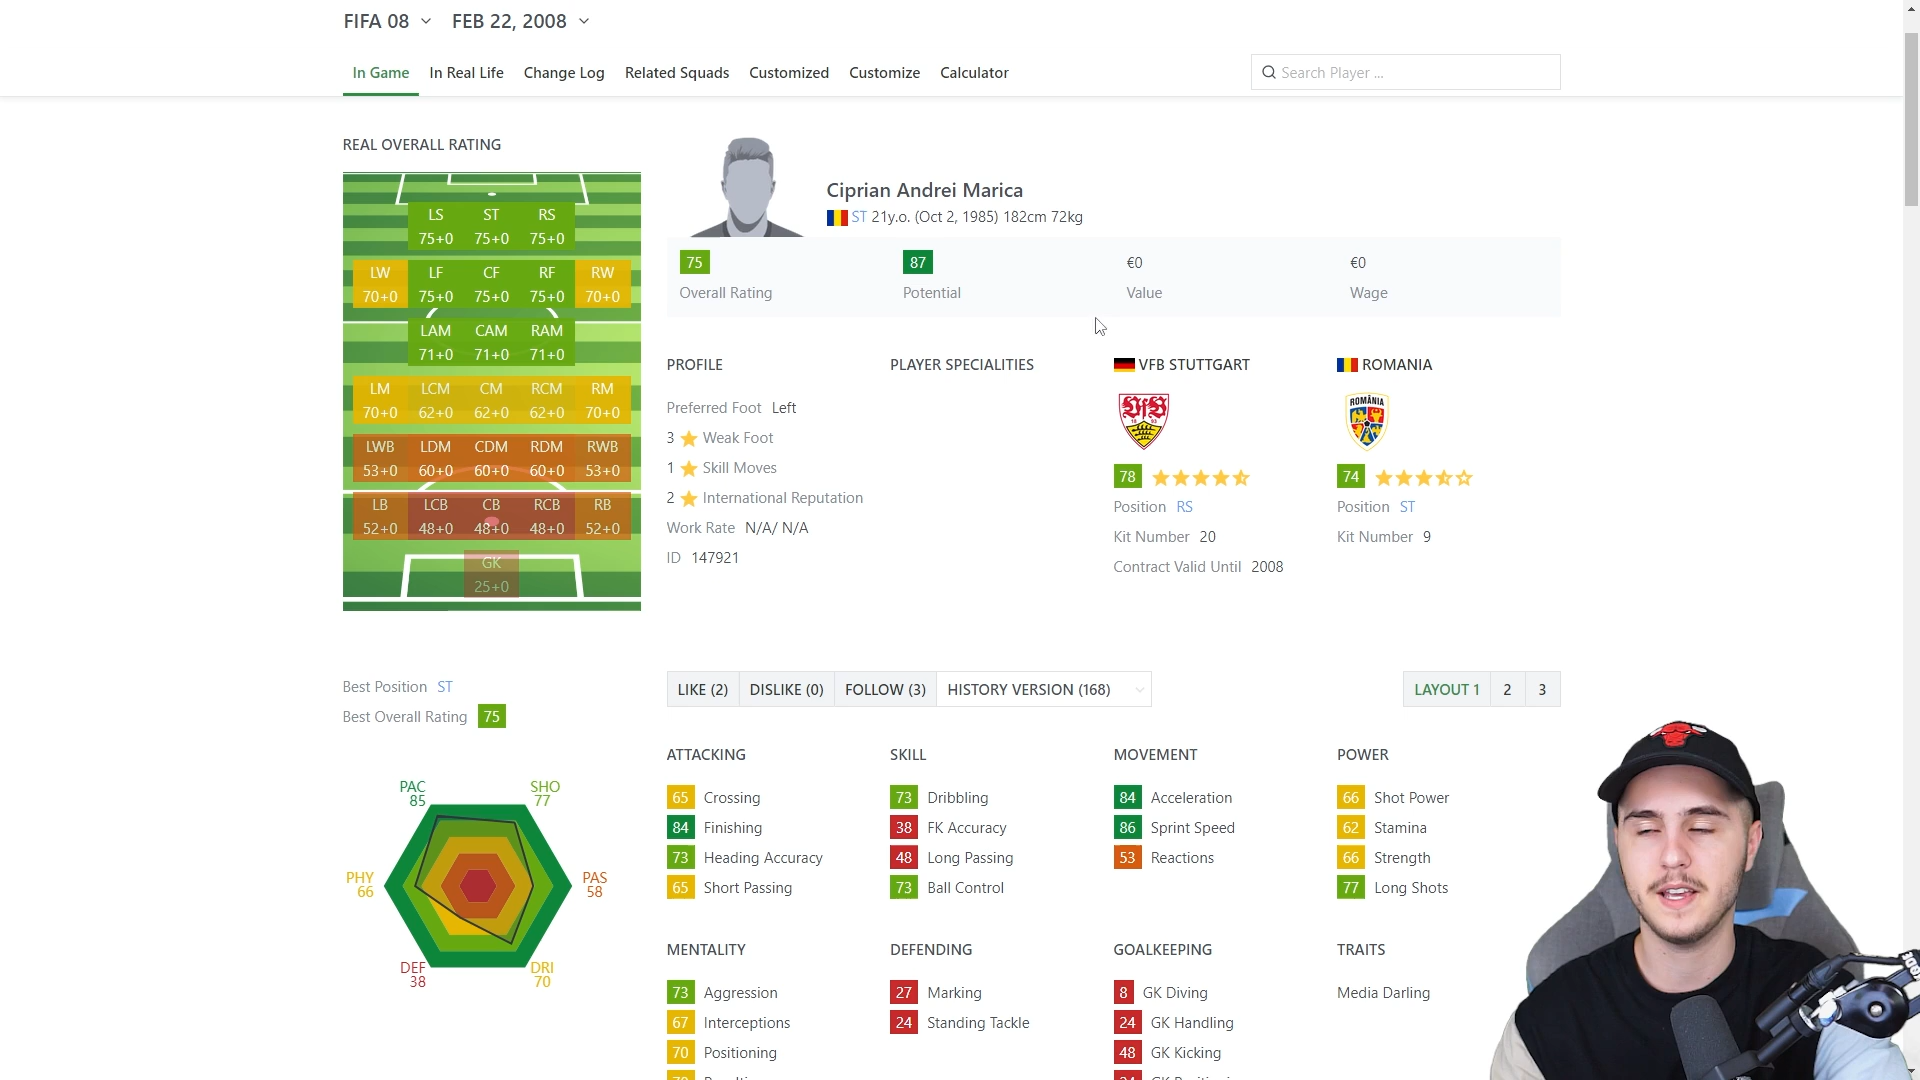 FIFA 08 FEB 22, 2008
In Game In Real Life Change Log Related Squads Customized Customize Calculator Search Player ...
REAL OVERALL RATING
LS ST RS
75+0 75+0 75+0
LW LF CF RF RW
70+0 75+0 75+0 75+0 70+0
LAM CAM RAM
71+0 71+0 71+0
LM LCM CM RCM RM
70+0 62+0 62+0 62+0 70+0
LWB LDM CDM RDM RWB
53+0 60+0 60+0 60+0 53+0
LB LCB CB RCB RB
52+0 48+0 48+0 48+0 52+0
GK
25+0
Best Position ST
Best Overall Rating 75
PAC
85
SHO
77
PHY
66
PAS
58
DEF
38
DRI
70
Ciprian Andrei Marica
ST 21y.o. (Oct 2, 1985) 182cm 72kg
75 87 €0 €0
Overall Rating Potential Value Wage
PROFILE
Preferred Foot Left
3 Weak Foot
1 Skill Moves
2 International Reputation
Work Rate N/A/ N/A
ID 147921
PLAYER SPECIALITIES
VFB STUTTGART
VfB
1893
78
Position RS
Kit Number 20
Contract Valid Until 2008
ROMANIA
ROMÂNIA
74
Position ST
Kit Number 9
LIKE (2) DISLIKE (0) FOLLOW (3) HISTORY VERSION (168) LAYOUT 1 2 3
ATTACKING
65 Crossing
84 Finishing
73 Heading Accuracy
65 Short Passing
SKILL
73 Dribbling
38 FK Accuracy
48 Long Passing
73 Ball Control
MOVEMENT
84 Acceleration
86 Sprint Speed
53 Reactions
POWER
66 Shot Power
62 Stamina
66 Strength
77 Long Shots
MENTALITY
73 Aggression
67 Interceptions
70 Positioning
DEFENDING
27 Marking
24 Standing Tackle
GOALKEEPING
8 GK Diving
24 GK Handling
48 GK Kicking
TRAITS
Media Darling